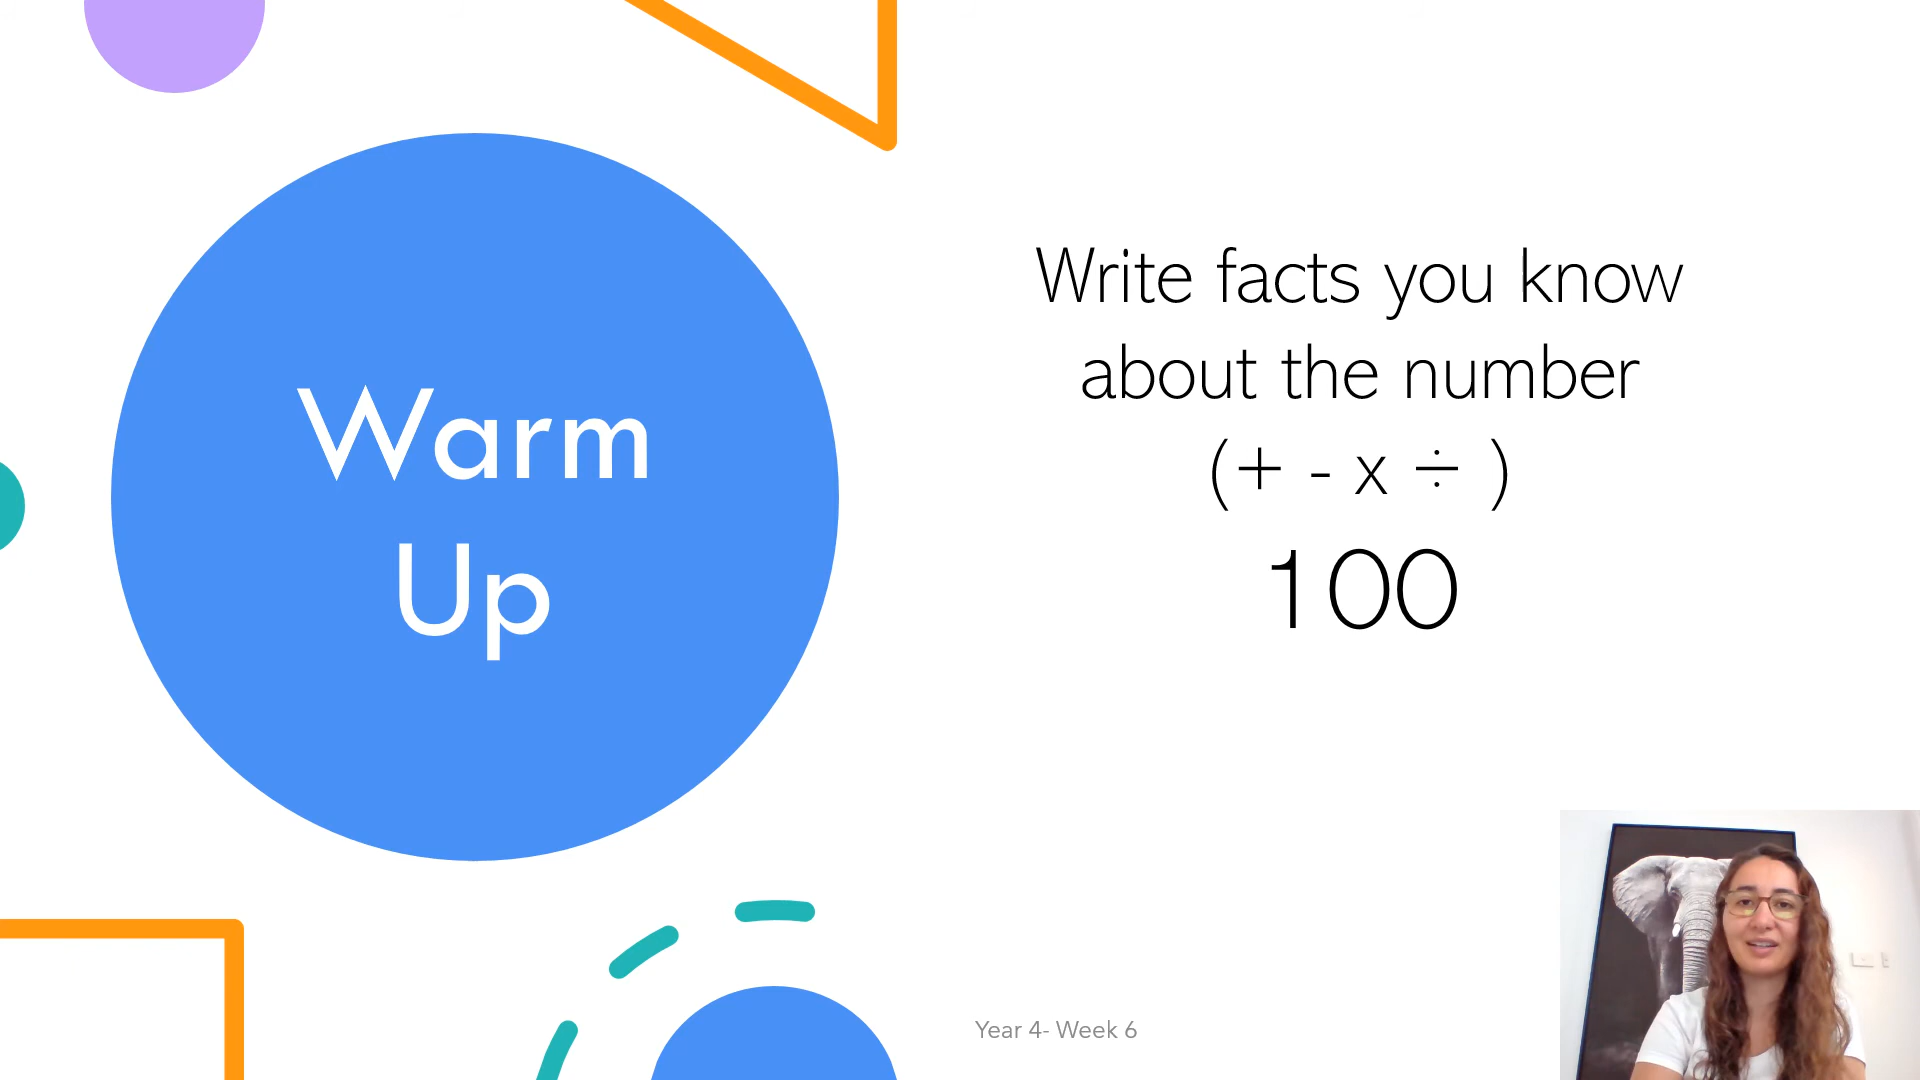 Warm
Up
Write facts you know
about the number
(+ - x ÷ )
100
Year 4- Week 6